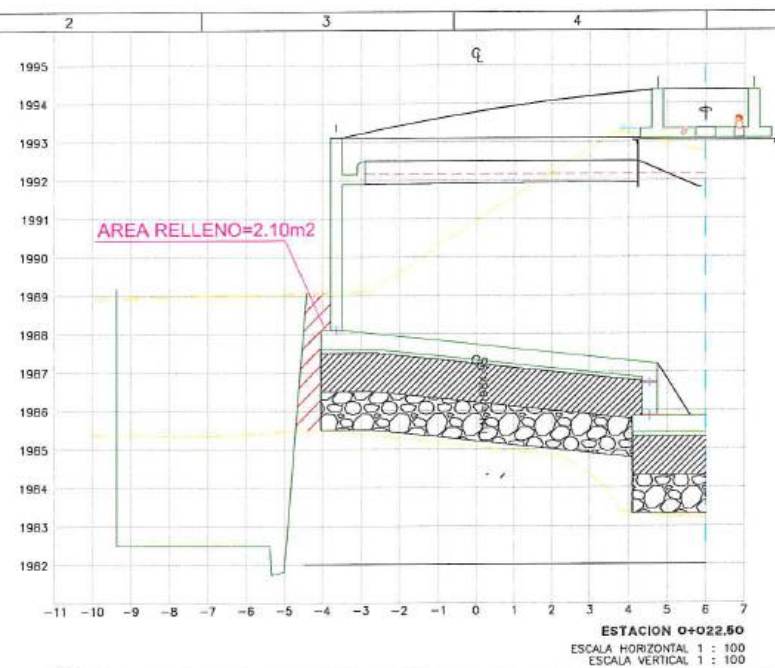 2 3 4
1995
1994
1993
1992
1991
AREA RELLENO=2.10m2
1990
1989
1988
1987
1986
1985
1984
1983
1982
-11 -10 -9 -8 -7 -6 -5 -4 -3 -2 -1 0 1 2 3 4 6 7
ESTACION 0+022.50
ESCALA HORIZONTAL 1 : 100
ESCALA VERTICAL 1 : 100